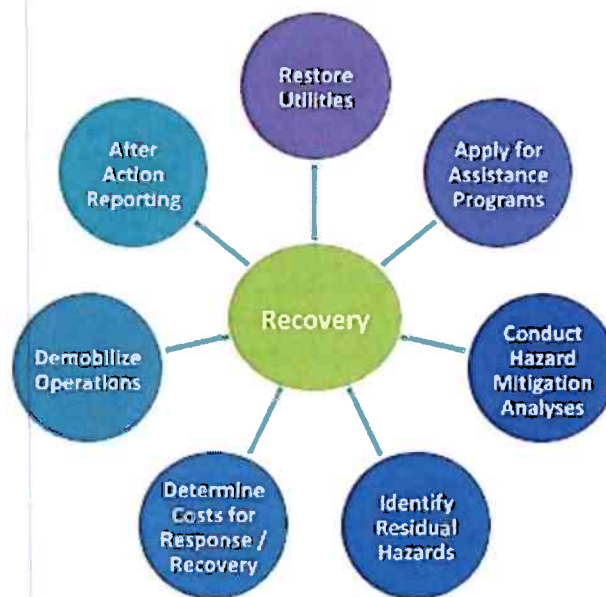 Restore
Utilities
Apply for
Assistance
Programs
Conduct
Hazard
Mitigation
Analyses
Identify
Residual
Hazards
Determine
Costs for
Response /
Recovery
Demobilize
Operations
After
Action
Reporting
Recovery